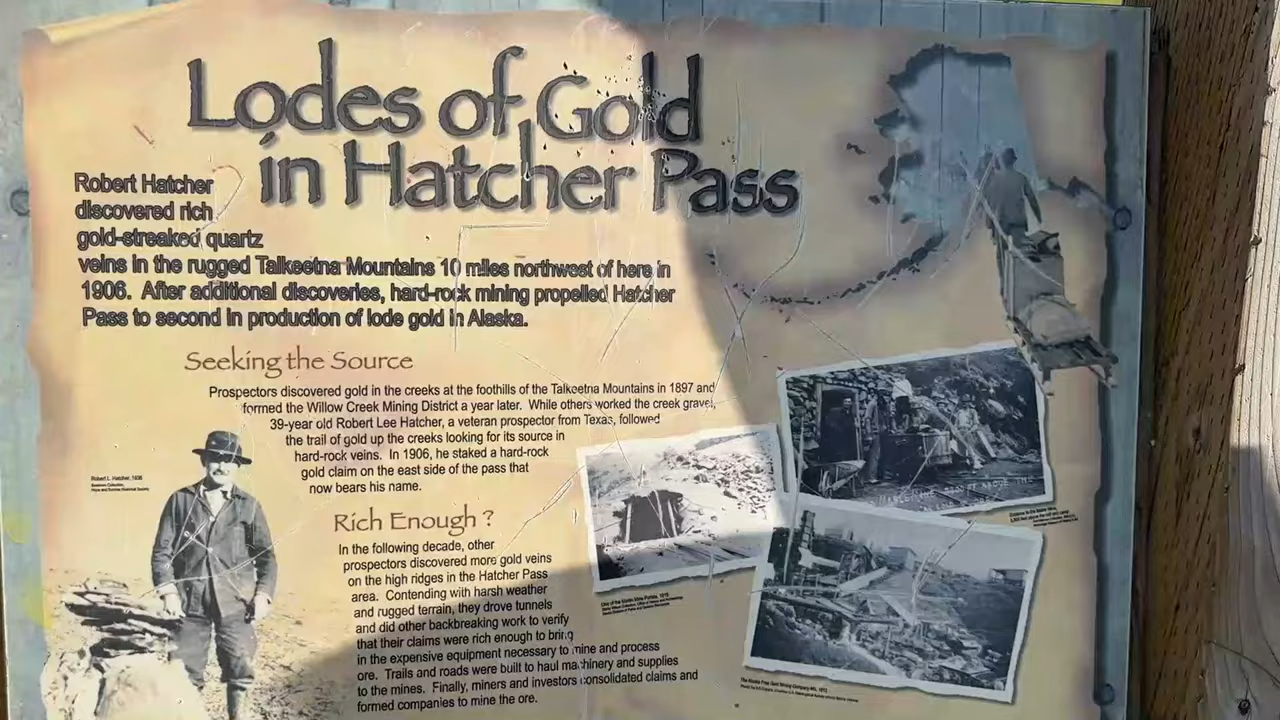 Lodes of Gold
in Hatcher Pass
Robert Hatcher
discovered rich
gold-streaked quartz
veins in the rugged Talkeetna Mountains 10 miles northwest of here in
1906. After additional discoveries, hard-rock mining propelled Hatcher
Pass to second in production of lode gold in Alaska.
Seeking the Source
Prospectors discovered gold in the creeks at the foothills of the Talkeetna Mountains in 1897 and
formed the Willow Creek Mining District a year later. While others worked the creek gravel,
39-year old Robert Lee Hatcher, a veteran prospector from Texas, followed
the trail of gold up the creeks looking for its source in
hard-rock veins. In 1906, he staked a hard-rock
gold claim on the east side of the pass that
now bears his name.
Robert L. Hatcher, 1936
Rich Enough ?
In the following decade, other
prospectors discovered more gold veins
on the high ridges in the Hatcher Pass
area. Contending with harsh weather
and rugged terrain, they drove tunnels
and did other backbreaking work to verify
that their claims were rich enough to bring
in the expensive equipment necessary to mine and process
ore. Trails and roads were built to haul machinery and supplies
to the mines. Finally, miners and investors consolidated claims and
formed companies to mine the ore.